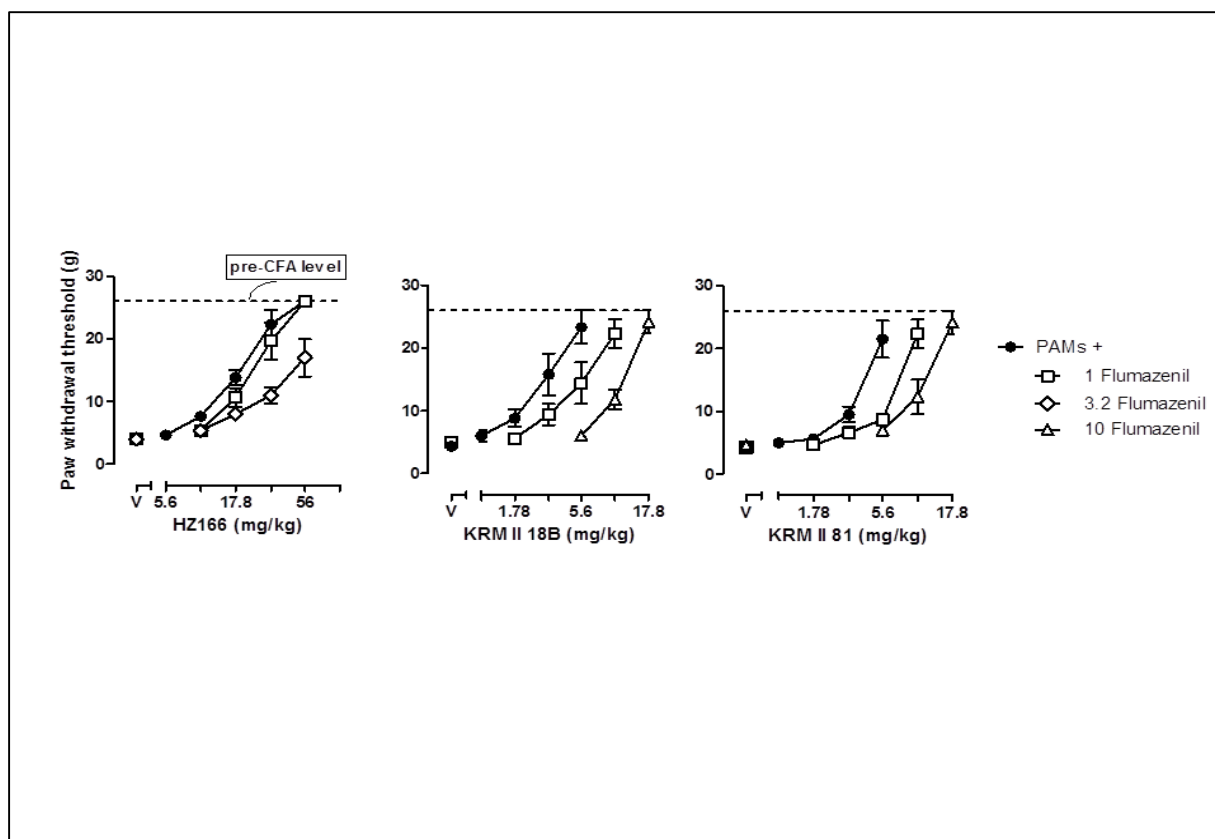 Paw withdrawal threshold (g)
pre-CFA level
30
20
10
0
V 5.6 17.8 56
HZ166 (mg/kg)
30
20
10
0
V 1.78 5.6 17.8
KRM II 18B (mg/kg)
30
20
10
0
V 1.78 5.6 17.8
KRM II 81 (mg/kg)
PAMs +
1 Flumazenil
3.2 Flumazenil
10 Flumazenil